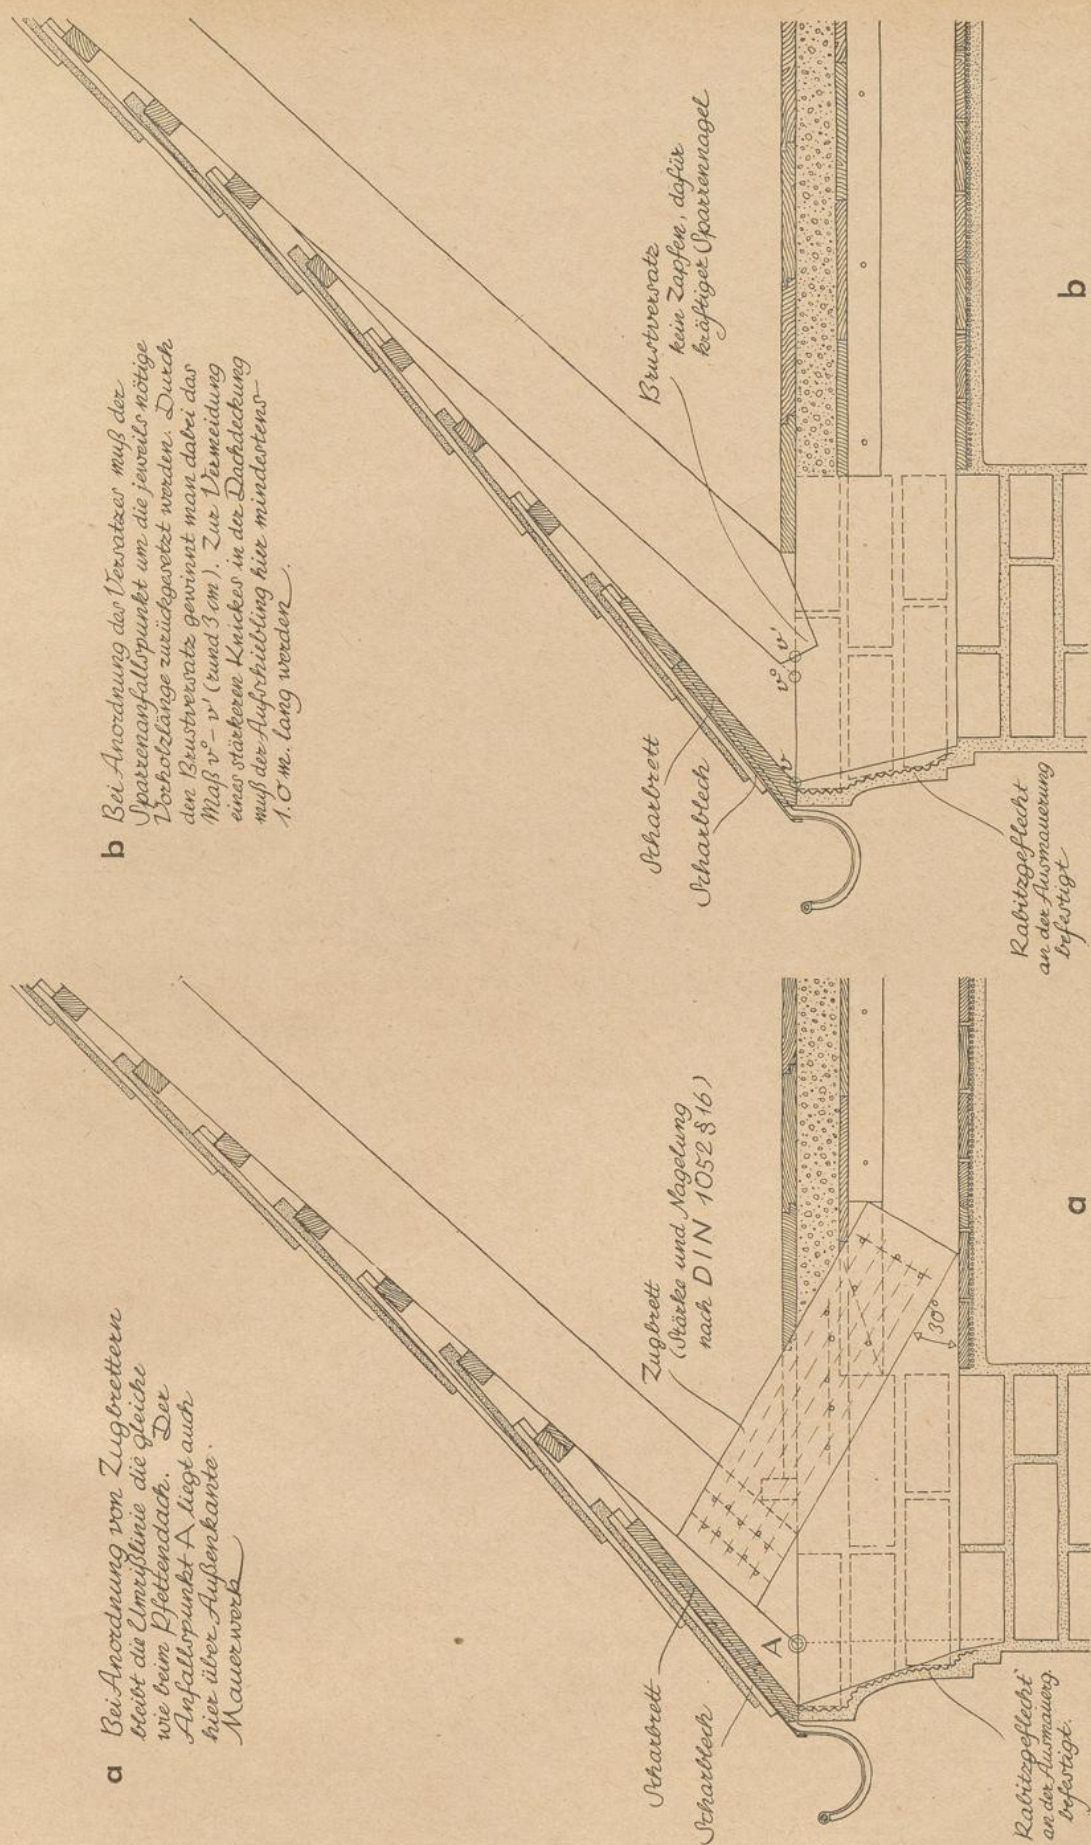 a Bei Anordnung von Zugbrettern
bleibt die Umrißlinie die gleiche
wie beim Pfettendach. Der
Anfallspunkt A liegt auch
hier über Außenkante
Mauerwerk
Scharbrett
Scharblech
Zugbrett
(Stärke und Nagelung
nach DIN 1052 § 16)
A
30°
Rabitzgeflecht
an der Ausmauerg.
befestigt.
a
b Bei Anordnung des Versatzes muß der
Sparrenanfallspunkt um die jeweils nötige
Vorholzlänge zurückgesetzt werden. Durch
den Brustversatz gewinnt man dabei das
Maß v° – v' (rund 3 cm). Zur Vermeidung
eines stärkeren Knickes in der Dachdeckung
muß der Aufschiebling hier mindestens
1.0 m. lang werden.
Scharbrett
Scharblech
Brustversatz
kein Zapfen, dafür
kräftiger Sparrennagel
v v° v'
Rabitzgeflecht
an der Ausmauerung
befestigt
b